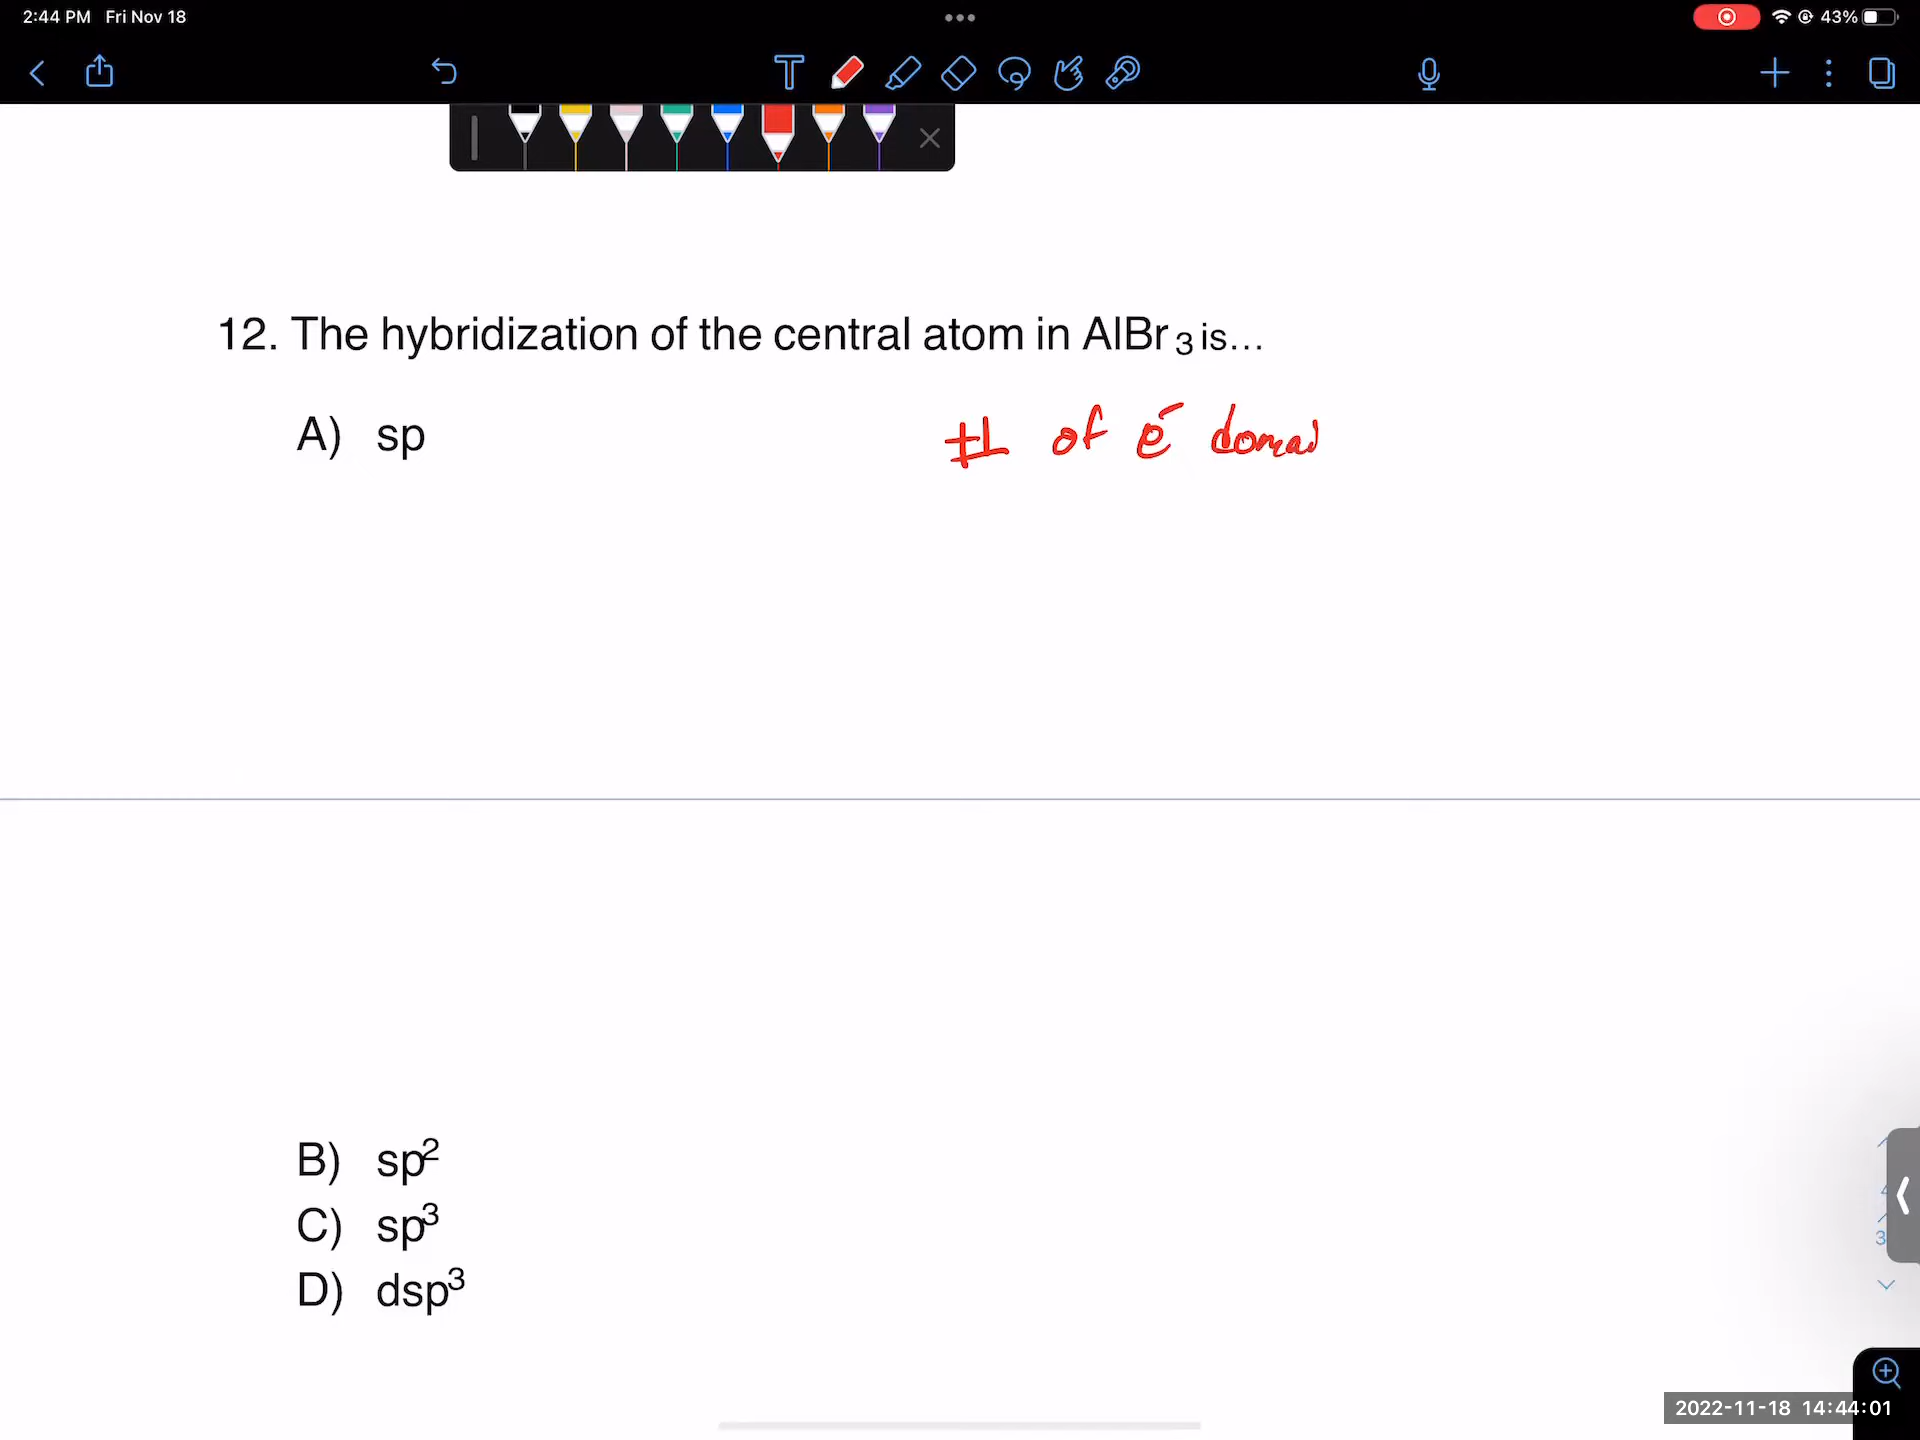 2:44 PM Fri Nov 18
43%
12. The hybridization of the central atom in AlBr3 is...
A) sp
# of e- domai
B) sp²
C) sp³
D) dsp³
3
2022-11-18 14:44:01